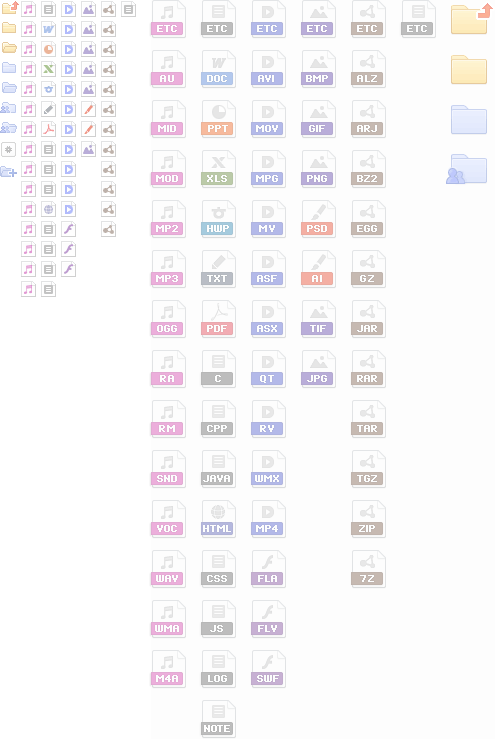 ETC ETC ETC ETC ETC ETC
AU DOC AVI BMP ALZ
MID PPT MOV GIF ARJ
MOD XLS MPG PNG BZ2
MP2 HWP MV PSD EGG
MP3 TXT ASF AI GZ
OGG PDF ASX TIF JAR
RA C QT JPG RAR
RM CPP RV TAR
SND JAVA WMX TGZ
VOC HTML MP4 ZIP
WAV CSS FLA 7Z
WMA JS FLV
M4A LOG SWF
NOTE